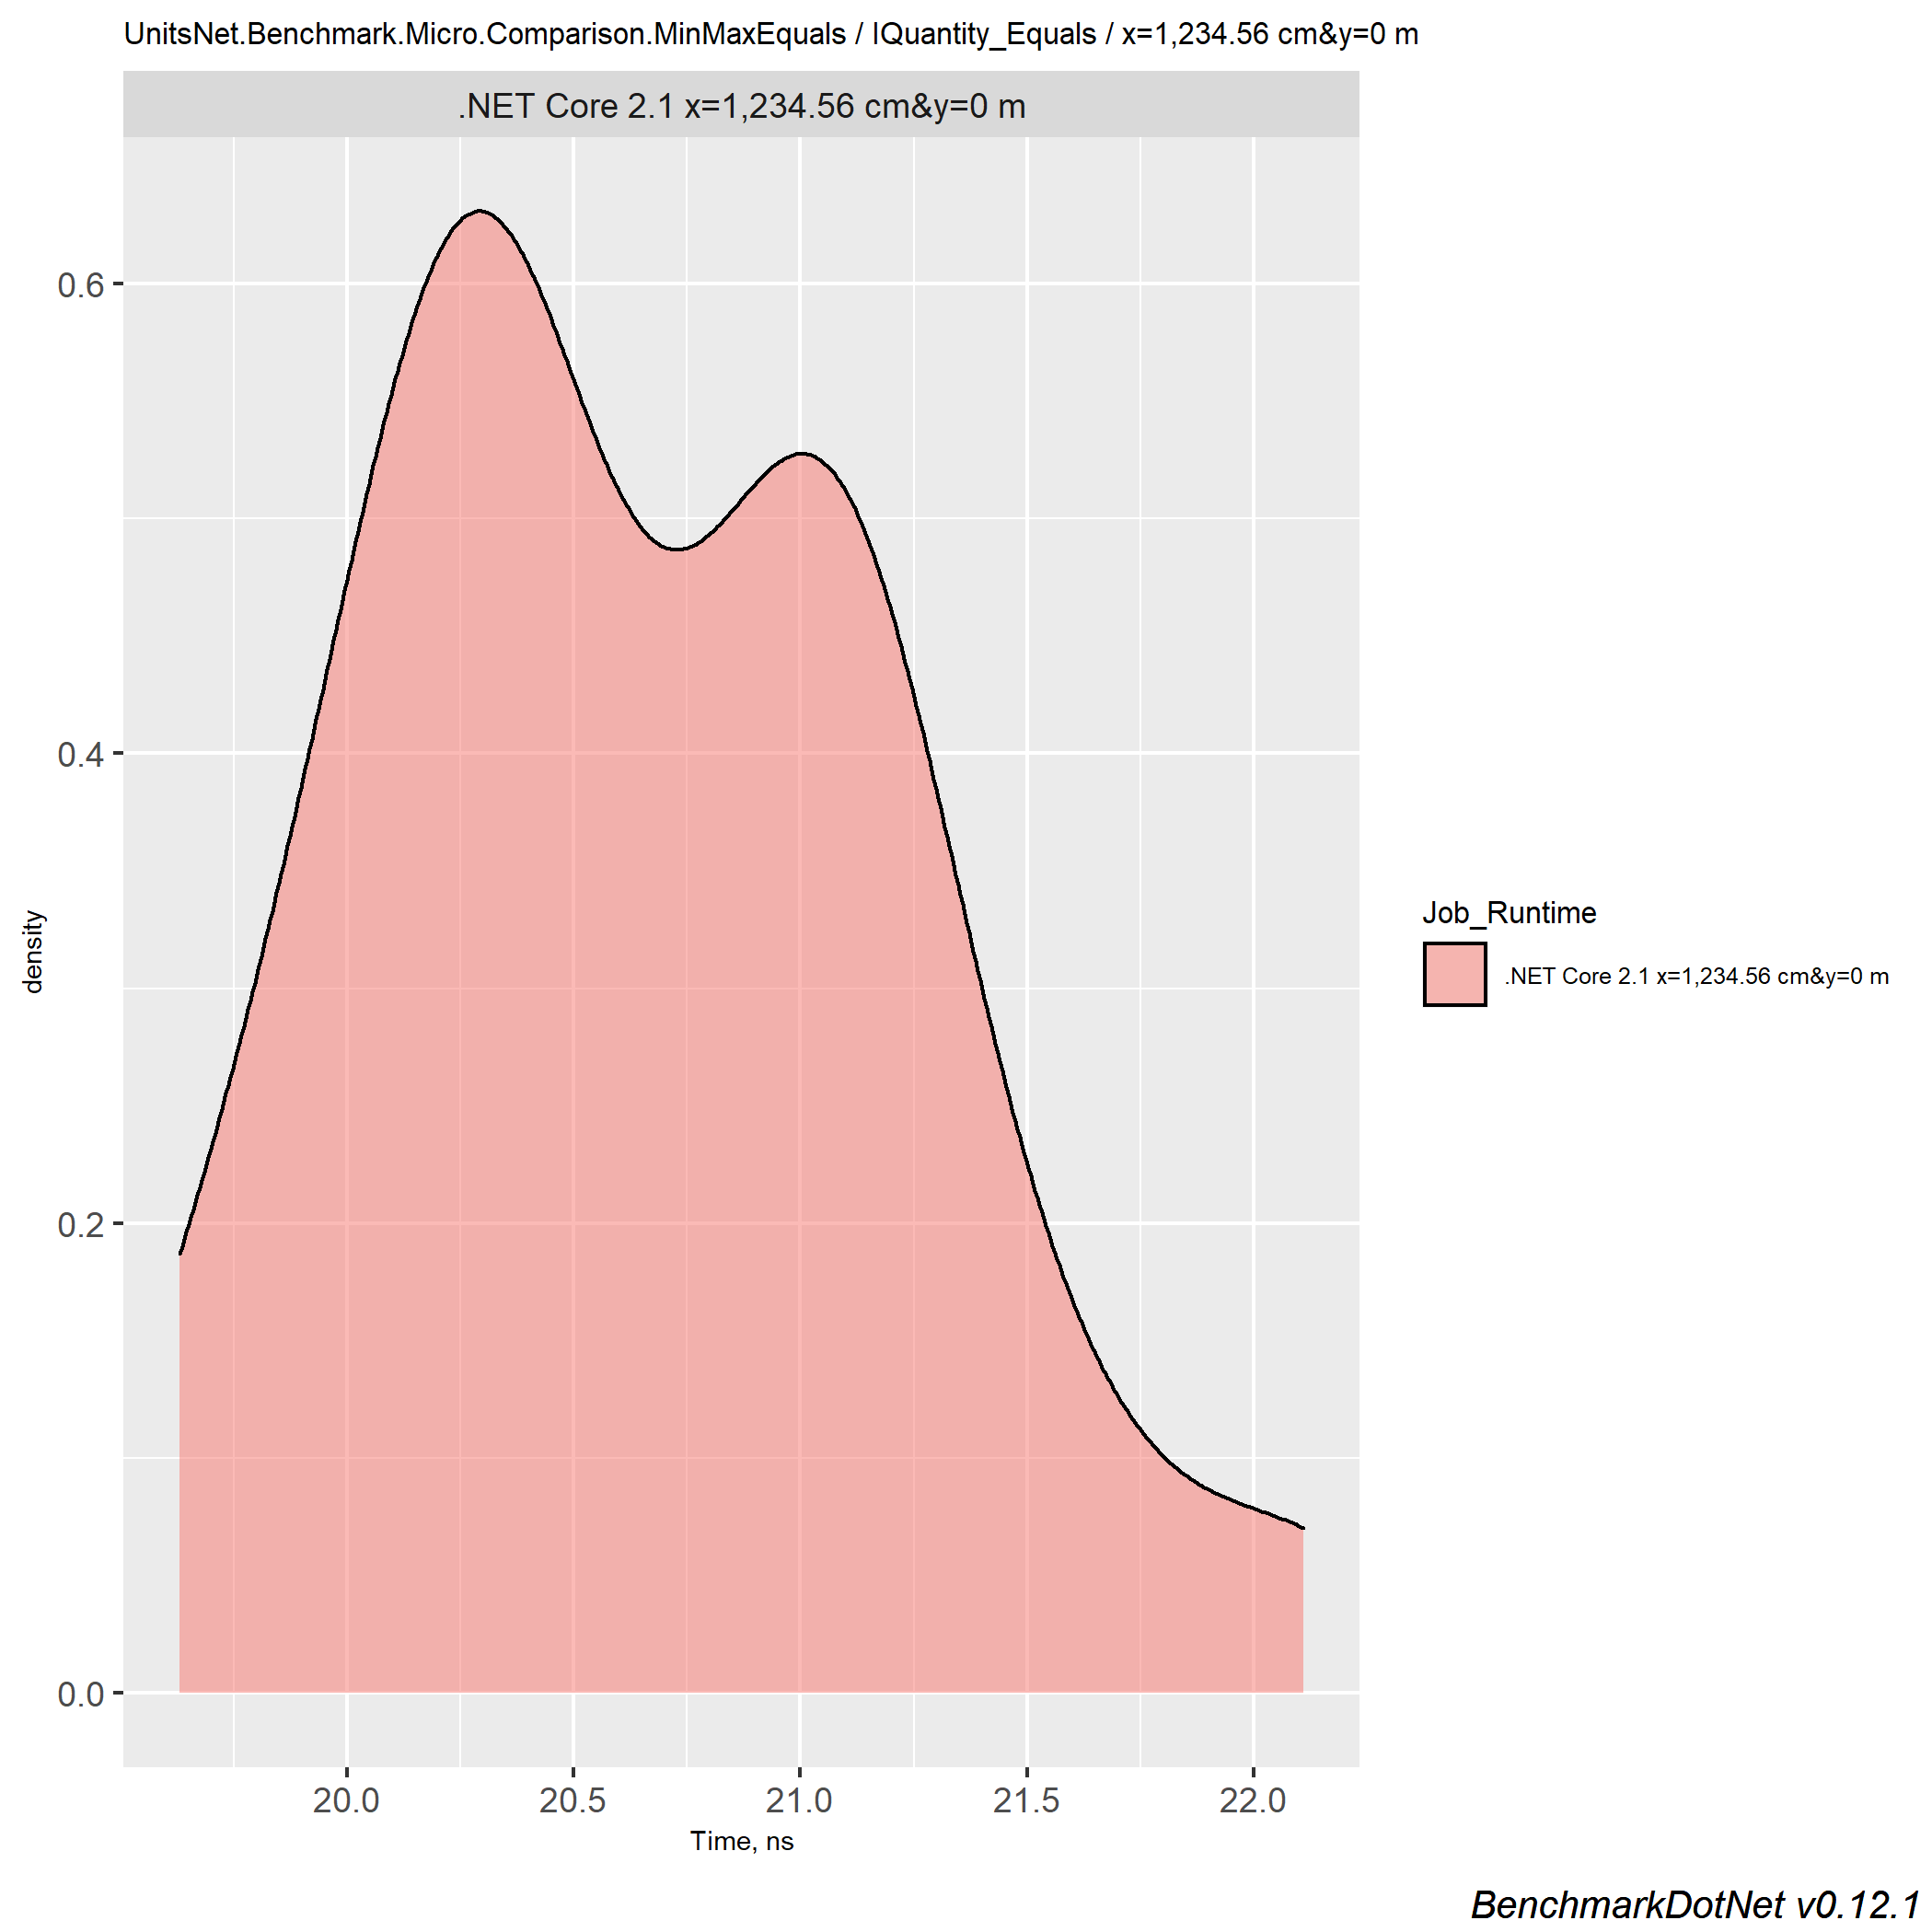 UnitsNet.Benchmark.Micro.Comparison.MinMaxEquals / IQuantity_Equals / x=1,234.56 cm&y=0 m
.NET Core 2.1 x=1,234.56 cm&y=0 m
0.6
0.4
0.2
0.0
density
20.0 20.5 21.0 21.5 22.0
Time, ns
Job_Runtime
.NET Core 2.1 x=1,234.56 cm&y=0 m
BenchmarkDotNet v0.12.1